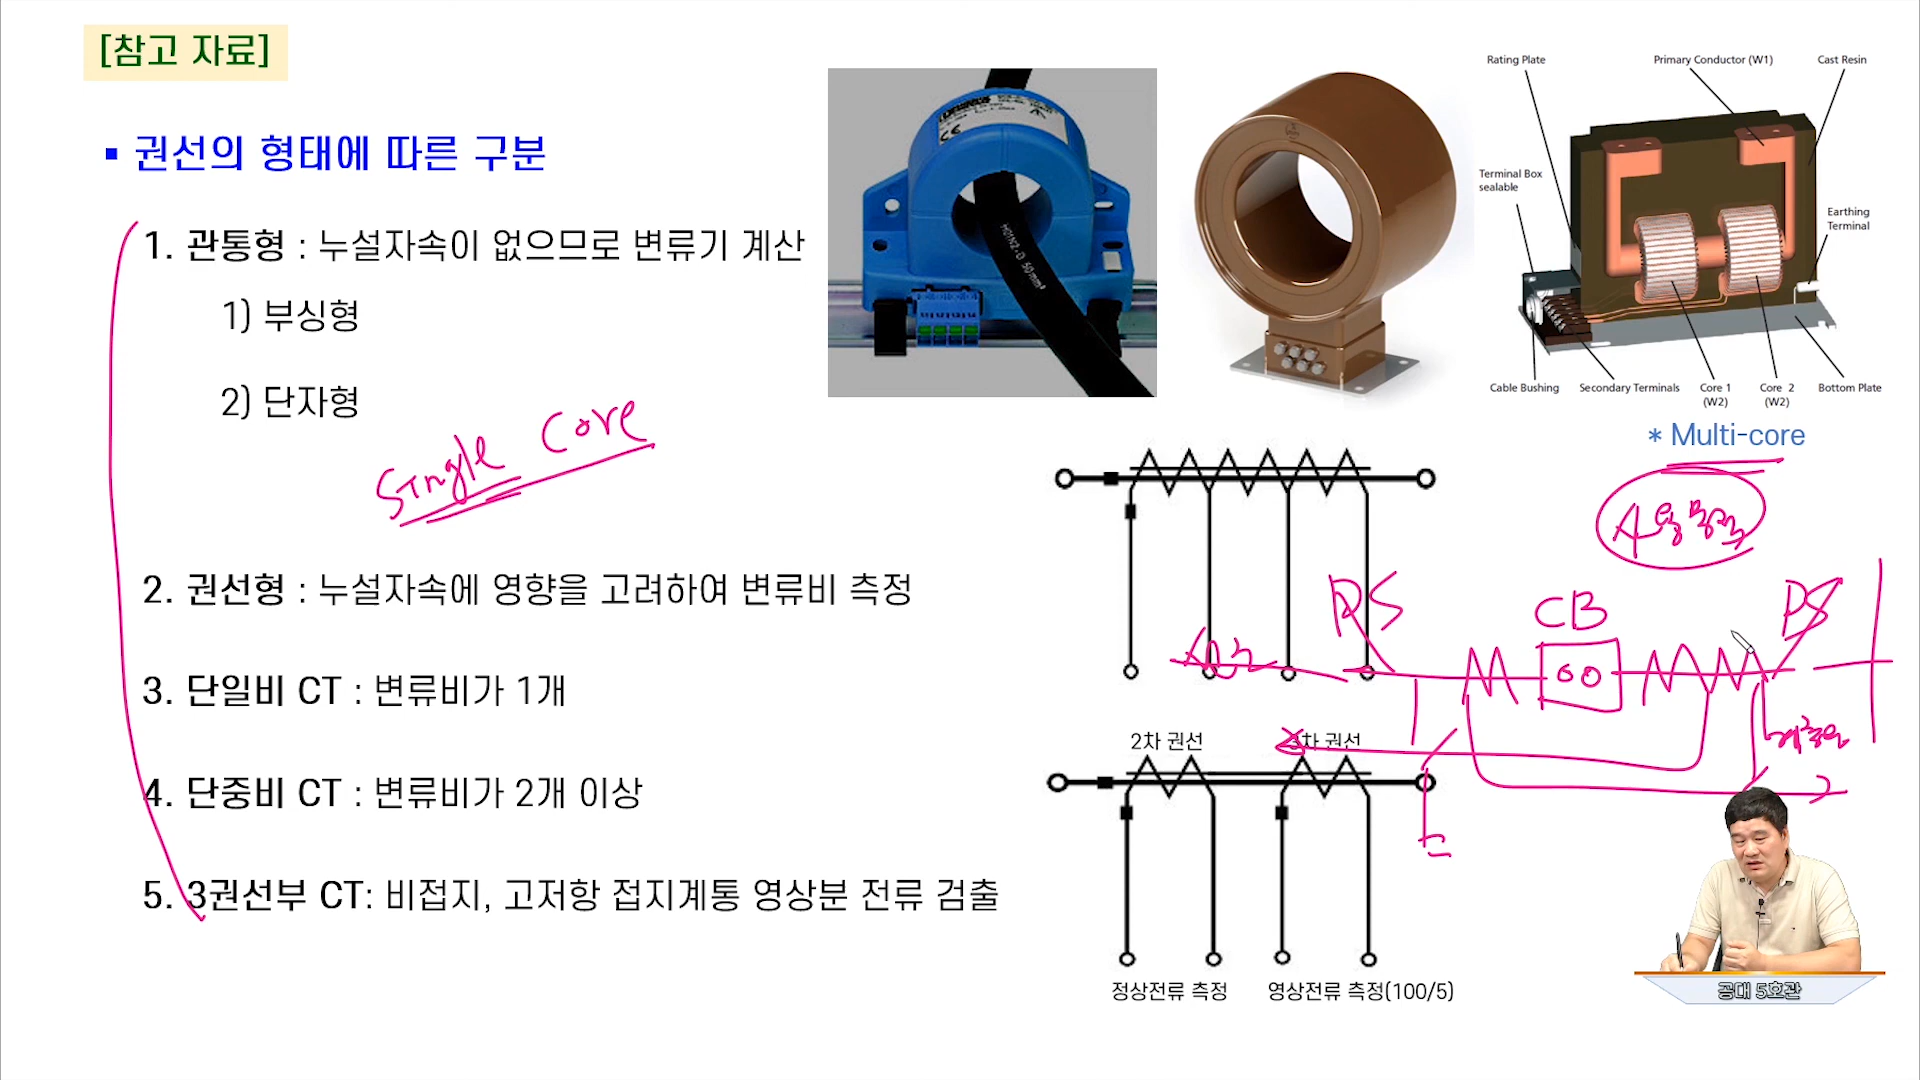 [참고 자료]
▪ 권선의 형태에 따른 구분
1. 관통형 : 누설자속이 없으므로 변류기 계산
1) 부싱형
2) 단자형
Single Core
2. 권선형 : 누설자속에 영향을 고려하여 변류비 측정
3. 단일비 CT : 변류비가 1개
4. 단중비 CT : 변류비가 2개 이상
5. 3권선부 CT: 비접지, 고저항 접지계통 영상분 전류 검출
Rating Plate
Primary Conductor (W1)
Cast Resin
Terminal Box
sealable
Earthing
Terminal
Cable Bushing
Secondary Terminals
Core 1
(W2)
Core 2
(W2)
Bottom Plate
* Multi-core
DS
CB
DS
2차 권선
3차 권선
정상전류 측정
영상전류 측정(100/5)
공대 5호관